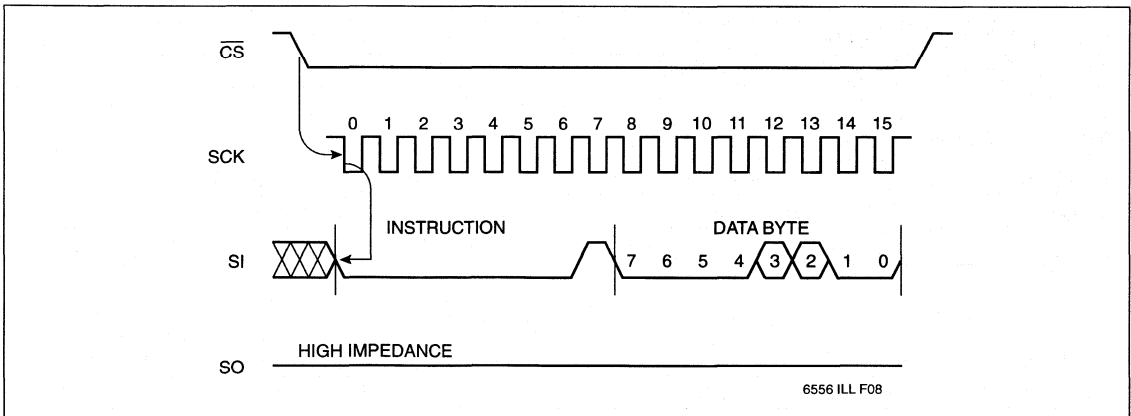 CS
0 1 2 3 4 5 6 7 8 9 10 11 12 13 14 15
SCK
INSTRUCTION DATA BYTE
SI 7 6 5 4 3 2 1 0
HIGH IMPEDANCE
SO
6556 ILL F08